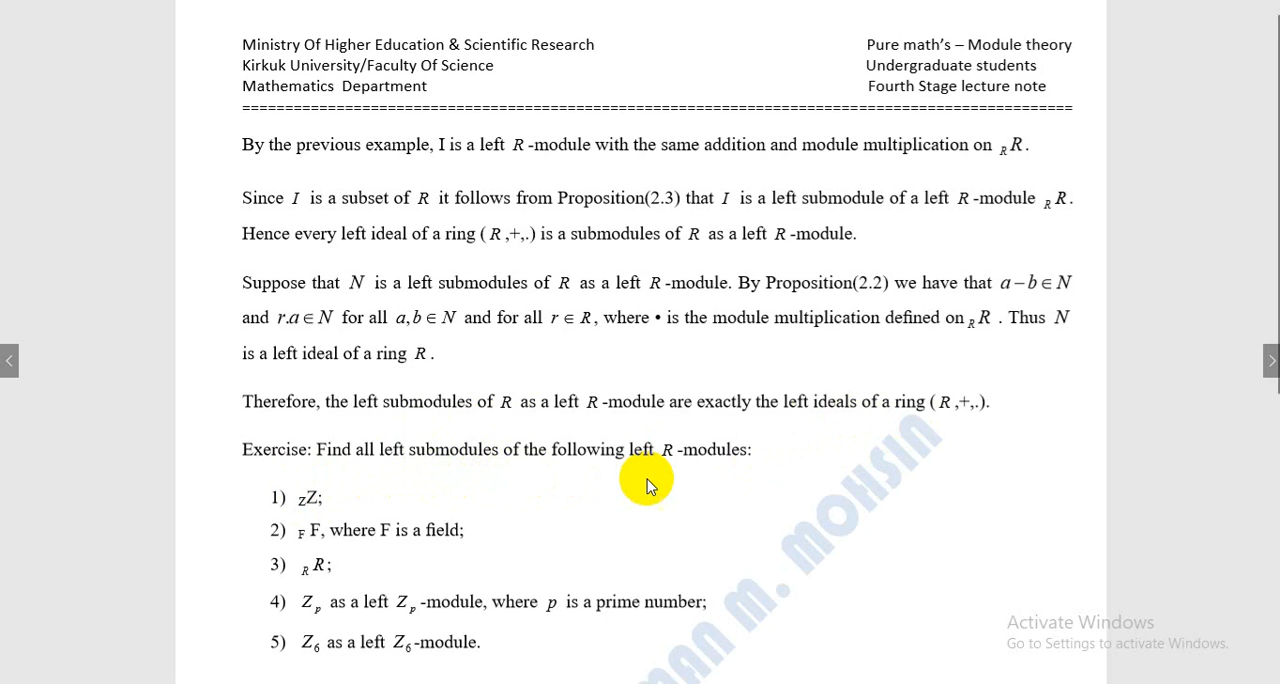 Ministry Of Higher Education & Scientific Research
Pure math's – Module theory
Kirkuk University/Faculty Of Science
Undergraduate students
Mathematics Department
Fourth Stage lecture note
==================================================================================================
By the previous example, I is a left R -module with the same addition and module multiplication on _R R.
Since I is a subset of R it follows from Proposition(2.3) that I is a left submodule of a left R -module _R R.
Hence every left ideal of a ring ( R ,+,.) is a submodules of R as a left R -module.
Suppose that N is a left submodules of R as a left R -module. By Proposition(2.2) we have that a − b ∈ N
and r.a ∈ N for all a,b ∈ N and for all r ∈ R, where • is the module multiplication defined on _R R . Thus N
is a left ideal of a ring R .
Therefore, the left submodules of R as a left R -module are exactly the left ideals of a ring ( R ,+,.).
Exercise: Find all left submodules of the following left R -modules:
1) _Z Z;
2) _F F, where F is a field;
3) _R R;
4) Z_p as a left Z_p -module, where p is a prime number;
5) Z_6 as a left Z_6 -module.
MAN M. MOHSIN
Activate Windows
Go to Settings to activate Windows.